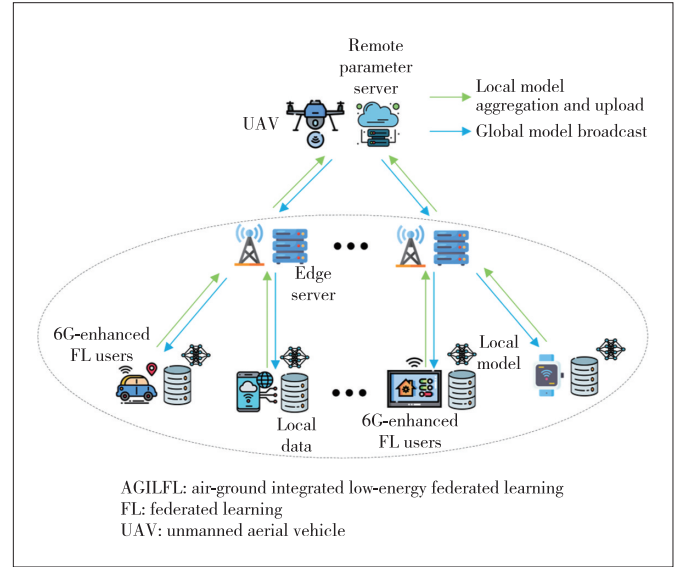 Remote
parameter
server
UAV
Local model
aggregation and upload
Global model broadcast
Edge
server
6G-enhanced
FL users
Local
model
Local
data
6G-enhanced
FL users
AGILFL: air-ground integrated low-energy federated learning
FL: federated learning
UAV: unmanned aerial vehicle